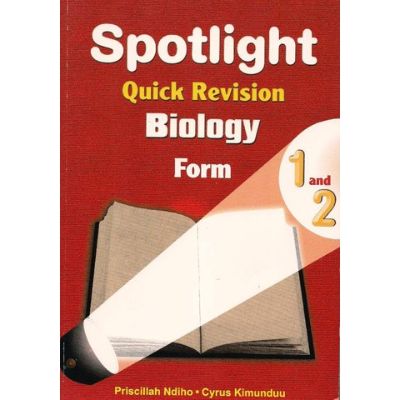 Spotlight
Quick Revision
Biology
Form
1 and
2
Priscillah Ndiho • Cyrus Kimunduu